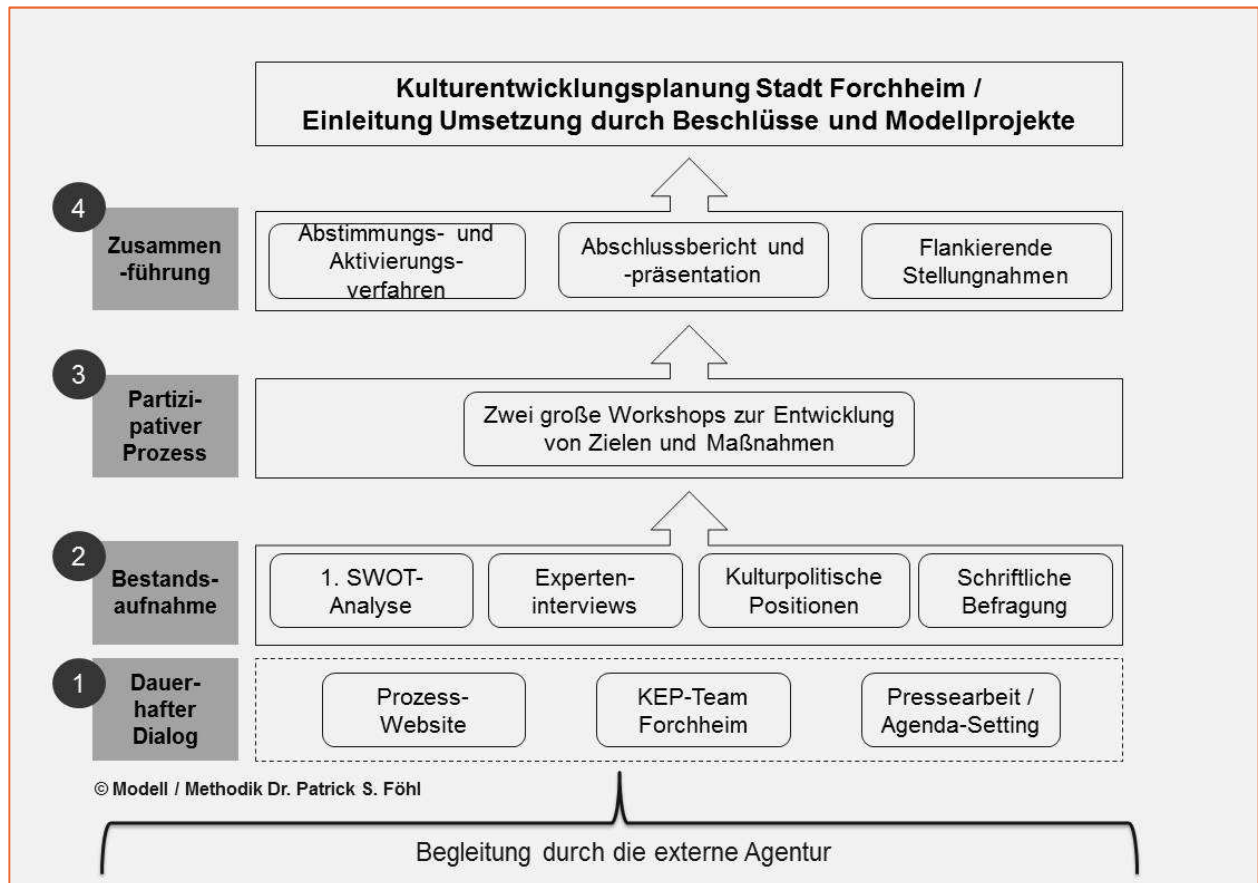 Kulturentwicklungsplanung Stadt Forchheim /
Einleitung Umsetzung durch Beschlüsse und Modellprojekte
4
Zusammen
-führung
Abstimmungs- und
Aktivierungs-
verfahren
Abschlussbericht und
-präsentation
Flankierende
Stellungnahmen
3
Partizi-
pativer
Prozess
Zwei große Workshops zur Entwicklung
von Zielen und Maßnahmen
2
Bestands-
aufnahme
1. SWOT-
Analyse
Experten-
interviews
Kulturpolitische
Positionen
Schriftliche
Befragung
1
Dauer-
hafter
Dialog
Prozess-
Website
KEP-Team
Forchheim
Pressearbeit /
Agenda-Setting
© Modell / Methodik Dr. Patrick S. Föhl
Begleitung durch die externe Agentur